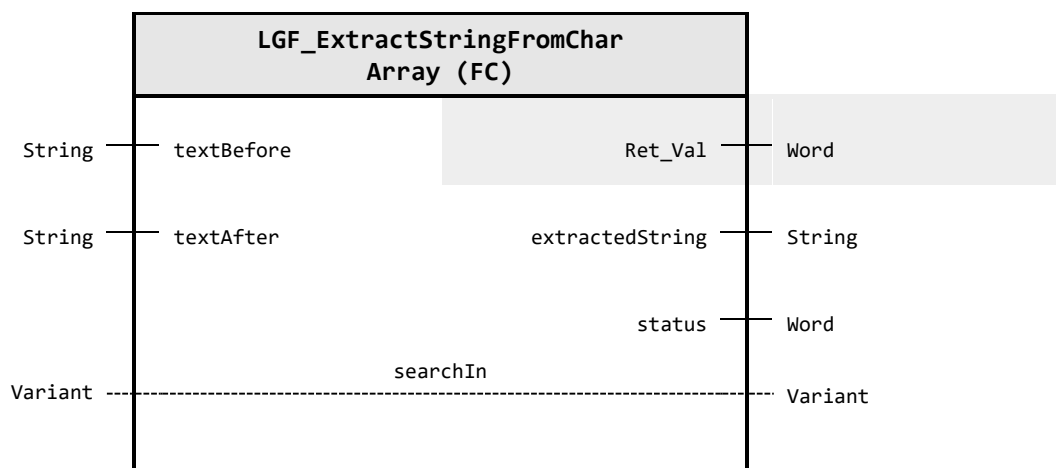 LGF_ExtractStringFromChar
Array (FC)
String textBefore Ret_Val Word
String textAfter extractedString String
status Word
searchIn
Variant Variant